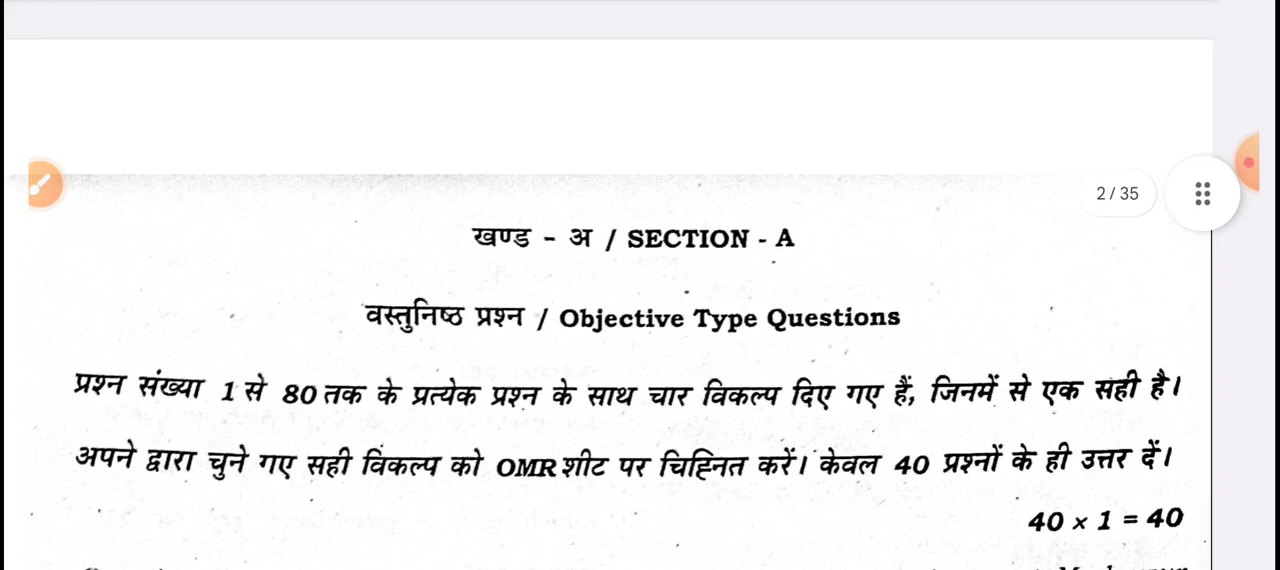 2 / 35
खण्ड - अ / SECTION - A
वस्तुनिष्ठ प्रश्न / Objective Type Questions
प्रश्न संख्या 1 से 80 तक के प्रत्येक प्रश्न के साथ चार विकल्प दिए गए हैं, जिनमें से एक सही है।
अपने द्वारा चुने गए सही विकल्प को OMR शीट पर चिह्नित करें। केवल 40 प्रश्नों के ही उत्तर दें।
40 × 1 = 40